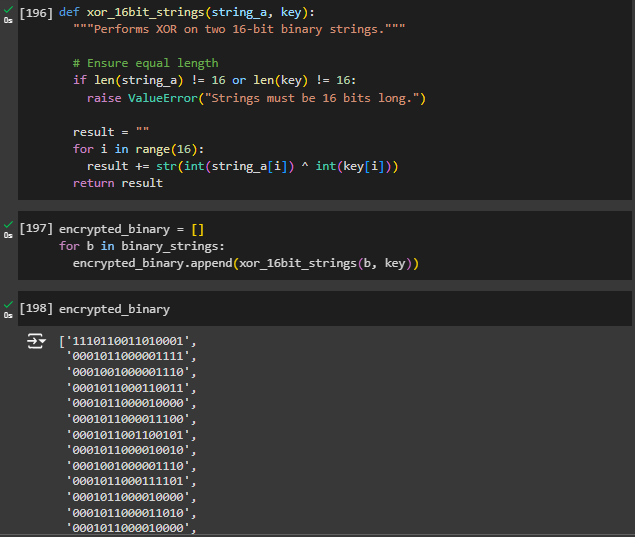 [196] def xor_16bit_strings(string_a, key):
0s
"""Performs XOR on two 16-bit binary strings."""
# Ensure equal length
if len(string_a) != 16 or len(key) != 16:
raise ValueError("Strings must be 16 bits long.")
result = ""
for i in range(16):
result += str(int(string_a[i]) ^ int(key[i]))
return result
[197] encrypted_binary = []
0s
for b in binary_strings:
encrypted_binary.append(xor_16bit_strings(b, key))
[198] encrypted_binary
0s
['1110110011010001',
'0001011000001111',
'0001001000001110',
'0001011000110011',
'0001011000010000',
'0001011000011100',
'0001011001100101',
'0001011000010010',
'0001001000001110',
'0001011000111101',
'0001011000010000',
'0001011000011010',
'0001011000010000',